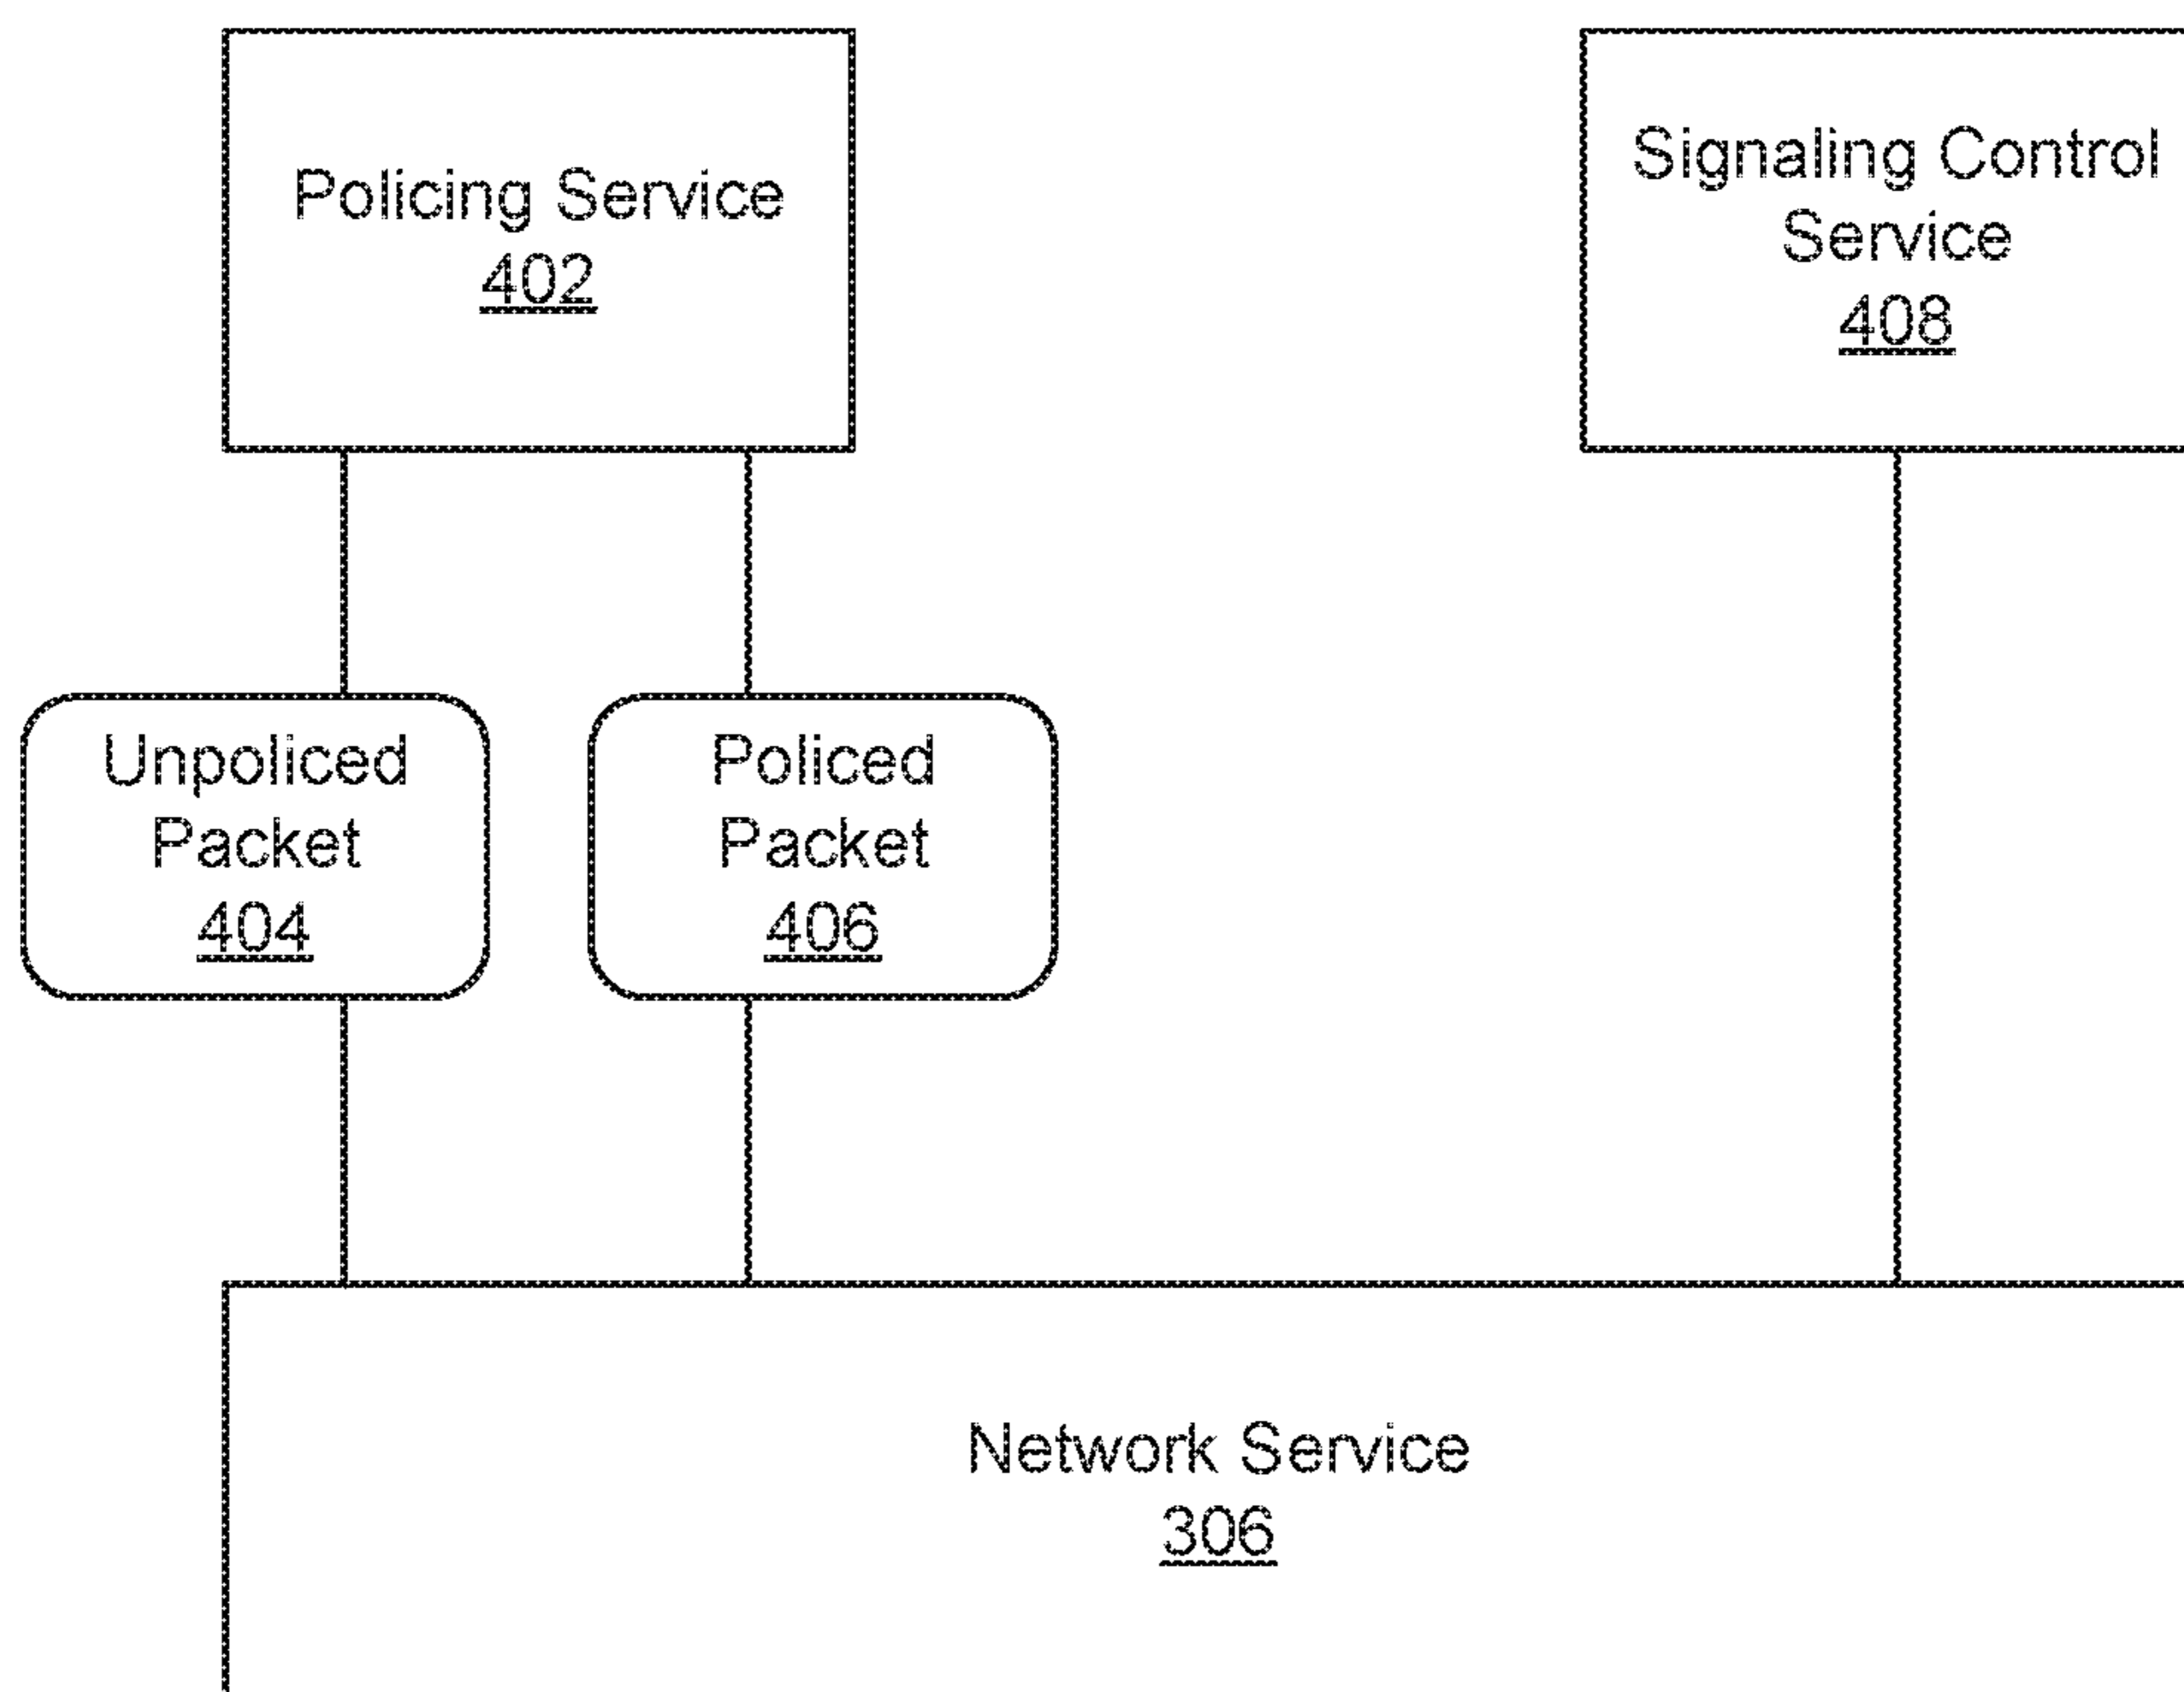 Policing Service
402
Signaling Control
Service
408
Unpoliced
Packet
404
Policed
Packet
406
Network Service
306